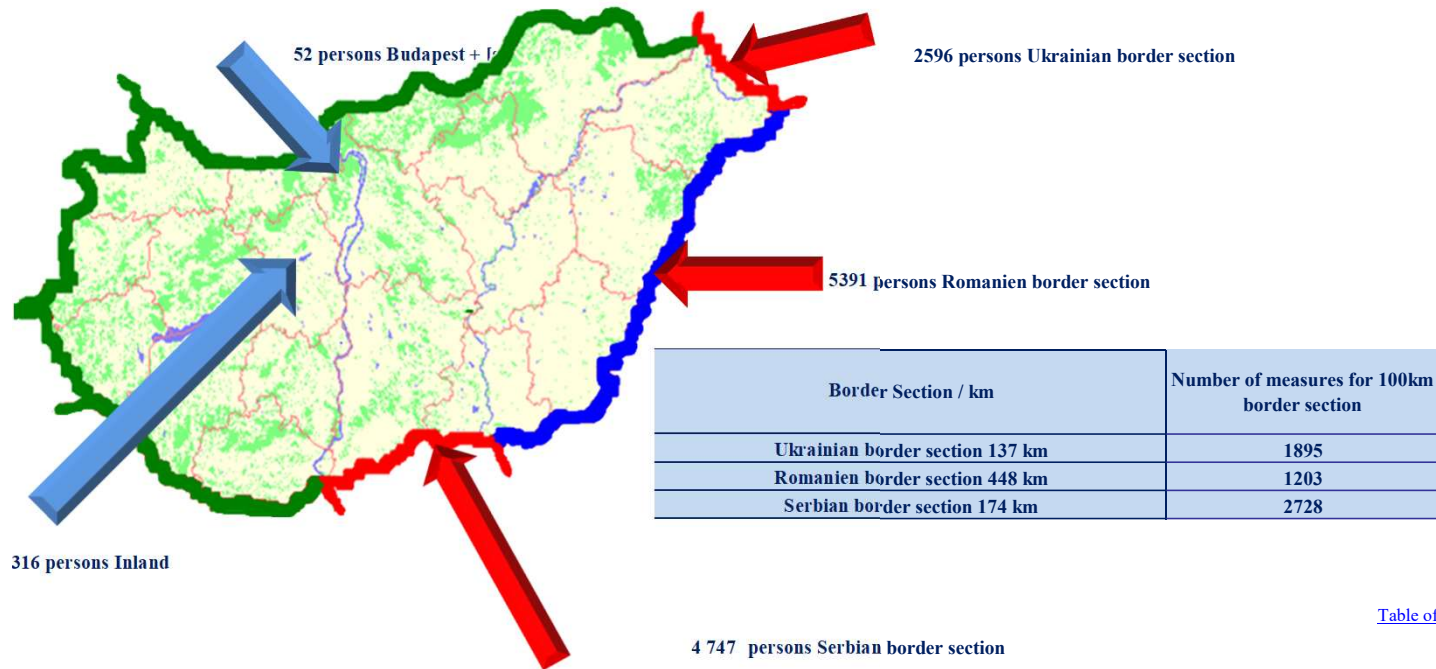 52 persons Budapest +
2596 persons Ukrainian border section
5391 persons Romanien border section
Border Section / km
Number of measures for 100km
border section
Ukrainian border section 137 km 1895
Romanien border section 448 km 1203
Serbian border section 174 km 2728
316 persons Inland
Table of
4 747 persons Serbian border section